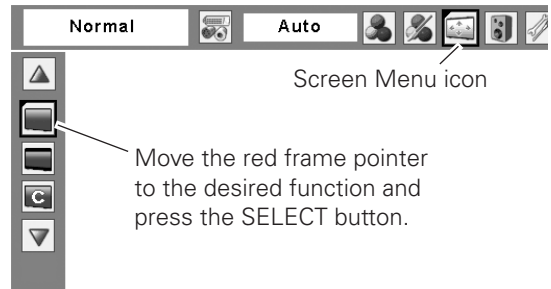 Normal
Auto
Screen Menu icon
C
Move the red frame pointer
to the desired function and
press the SELECT button.